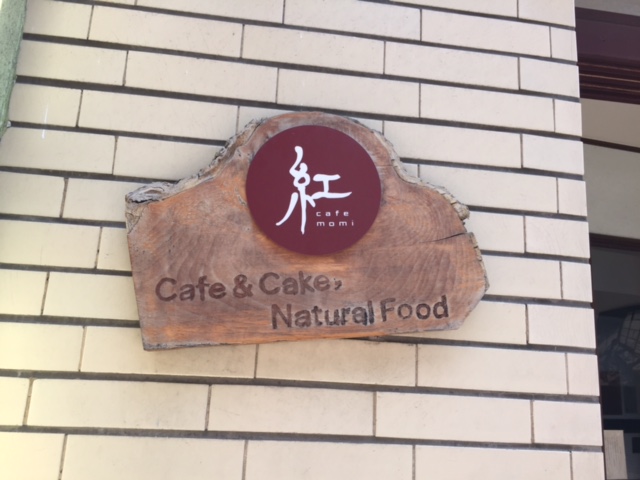 紅
cafe
momi
Cafe & Cake,
Natural Food